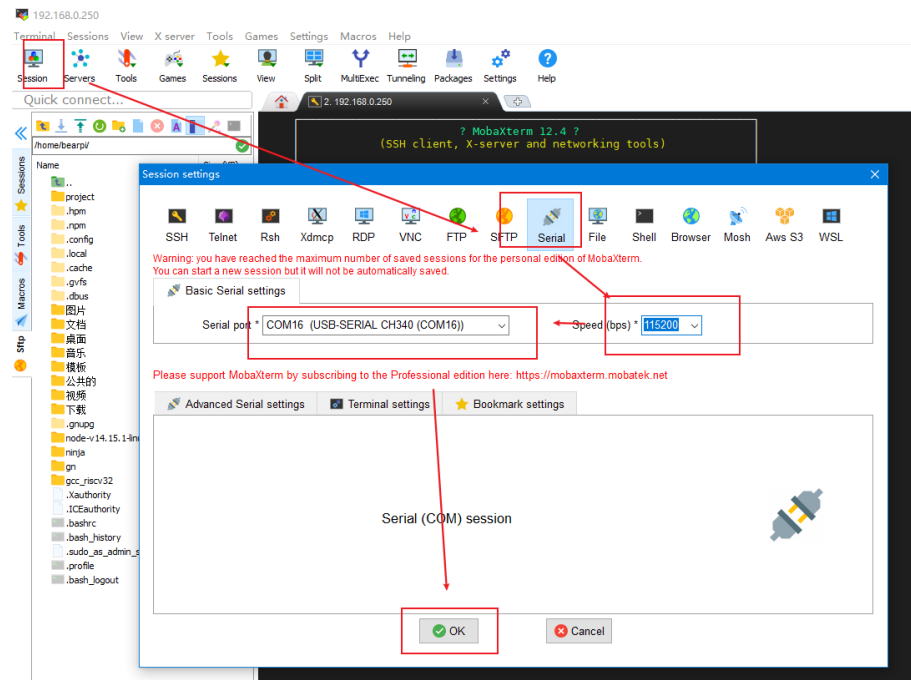 192.168.0.250
Terminal Sessions View X server Tools Games Settings Macros Help
Session Servers Tools Games Sessions View Split MultiExec Tunneling Packages Settings Help
Quick connect...
2. 192.168.0.250
/home/bearpi/
Name
Sessions
Tools
Macros
Sftp
..
project
.hpm
.npm
.config
.local
.cache
.gvfs
.dbus
图片
文档
桌面
音乐
模板
公共的
视频
下载
.gnupg
node-v14.15.1-lin
ninja
gn
gcc_riscv32
.Xauthority
.ICEauthority
.bashrc
.bash_history
.sudo_as_admin_s
.profile
.bash_logout
? MobaXterm 12.4 ?
(SSH client, X-server and networking tools)
Session settings
SSH Telnet Rsh Xdmcp RDP VNC FTP SFTP Serial File Shell Browser Mosh Aws S3 WSL
Warning: you have reached the maximum number of saved sessions for the personal edition of MobaXterm.
You can start a new session but it will not be automatically saved.
Basic Serial settings
Serial port * COM16 (USB-SERIAL CH340 (COM16)) Speed (bps) * 115200
Please support MobaXterm by subscribing to the Professional edition here: https://mobaxterm.mobatek.net
Advanced Serial settings Terminal settings Bookmark settings
Serial (COM) session
OK Cancel